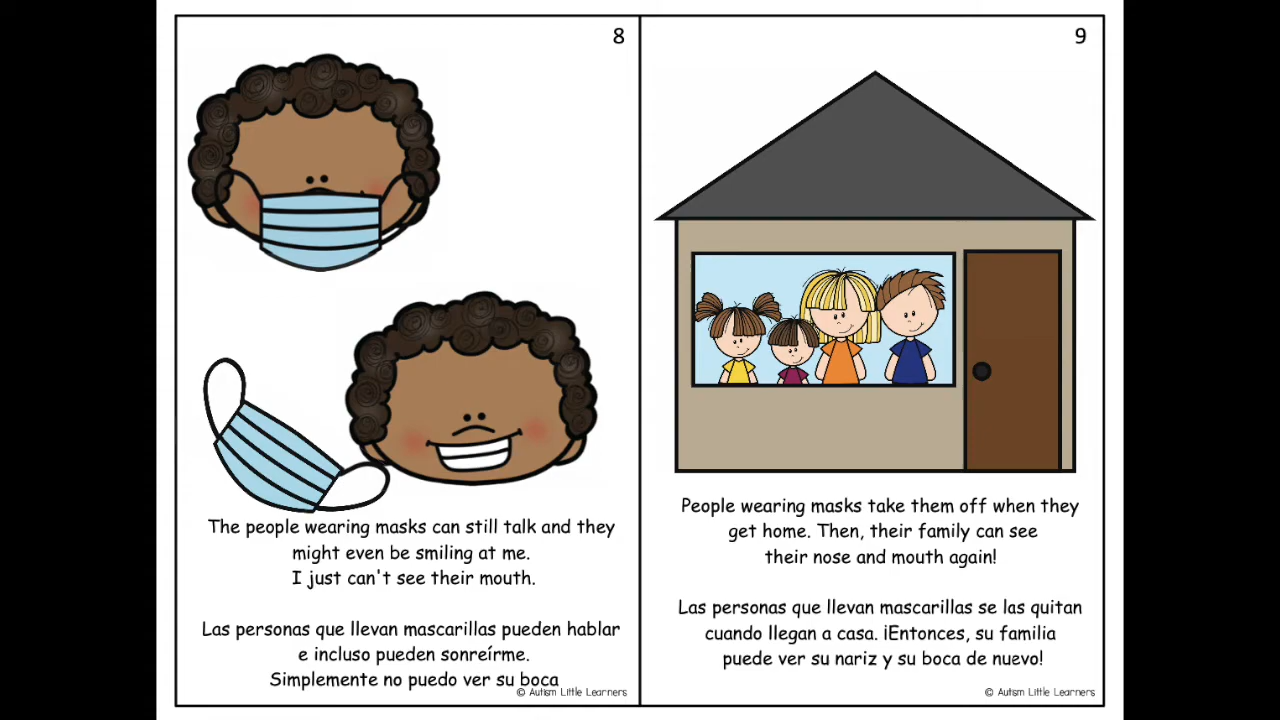 8
The people wearing masks can still talk and they
might even be smiling at me.
I just can't see their mouth.
Las personas que llevan mascarillas pueden hablar
e incluso pueden sonreírme.
Simplemente no puedo ver su boca
© Autism Little Learners
9
People wearing masks take them off when they
get home. Then, their family can see
their nose and mouth again!
Las personas que llevan mascarillas se las quitan
cuando llegan a casa. ¡Entonces, su familia
puede ver su nariz y su boca de nuevo!
© Autism Little Learners